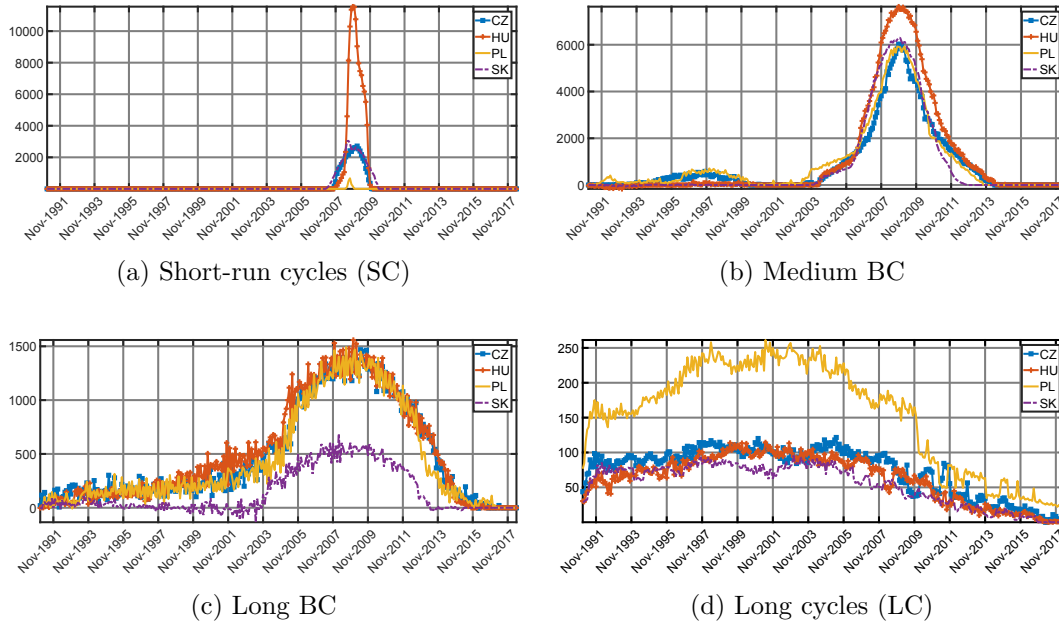 10000
8000
6000
4000
2000
0
CZ
HU
PL
SK
Nov-1991
Nov-1993
Nov-1995
Nov-1997
Nov-1999
Nov-2001
Nov-2003
Nov-2005
Nov-2007
Nov-2009
Nov-2011
Nov-2013
Nov-2015
Nov-2017
(a) Short-run cycles (SC)
6000
4000
2000
0
CZ
HU
PL
SK
Nov-1991
Nov-1993
Nov-1995
Nov-1997
Nov-1999
Nov-2001
Nov-2003
Nov-2005
Nov-2007
Nov-2009
Nov-2011
Nov-2013
Nov-2015
Nov-2017
(b) Medium BC
1500
1000
500
0
CZ
HU
PL
SK
Nov-1991
Nov-1993
Nov-1995
Nov-1997
Nov-1999
Nov-2001
Nov-2003
Nov-2005
Nov-2007
Nov-2009
Nov-2011
Nov-2013
Nov-2015
Nov-2017
(c) Long BC
250
200
150
100
50
CZ
HU
PL
SK
Nov-1991
Nov-1993
Nov-1995
Nov-1997
Nov-1999
Nov-2001
Nov-2003
Nov-2005
Nov-2007
Nov-2009
Nov-2011
Nov-2013
Nov-2015
Nov-2017
(d) Long cycles (LC)